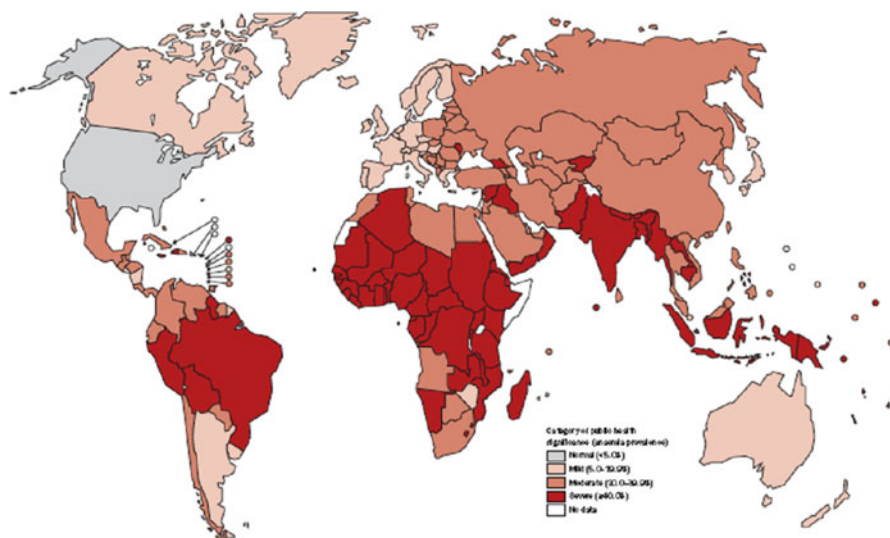 Category of public health
significance (anaemia prevalence)
Normal (<5.0%)
Mild (5.0–19.9%)
Moderate (20.0–39.9%)
Severe (≥40.0%)
No data